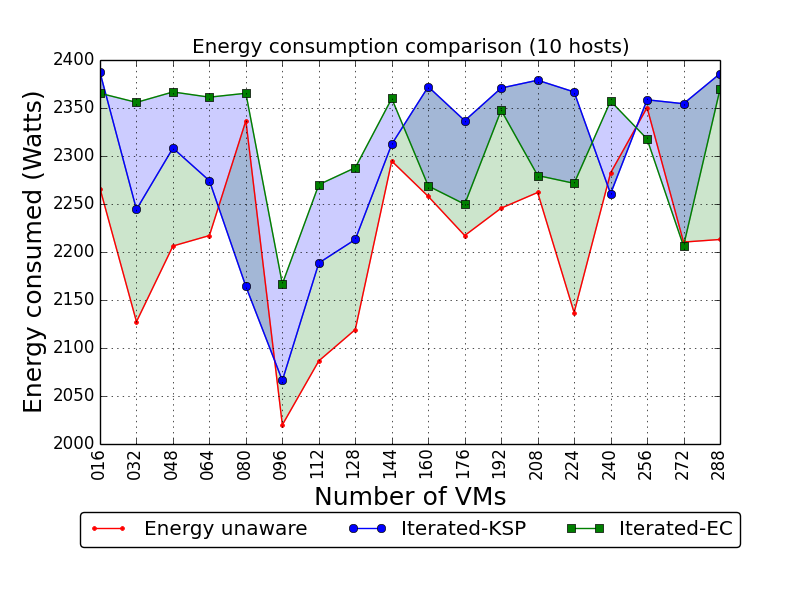 Energy consumption comparison (10 hosts)
Energy consumed (Watts)
2400
2350
2300
2250
2200
2150
2100
2050
2000
016 032 048 064 080 096 112 128 144 160 176 192 208 224 240 256 272 288
Number of VMs
Energy unaware Iterated-KSP Iterated-EC